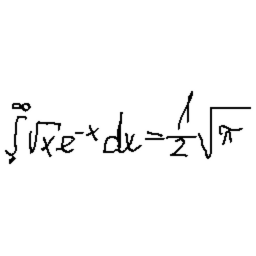 ∫₀^∞ √x e^{-x} dx = 1/2 √π